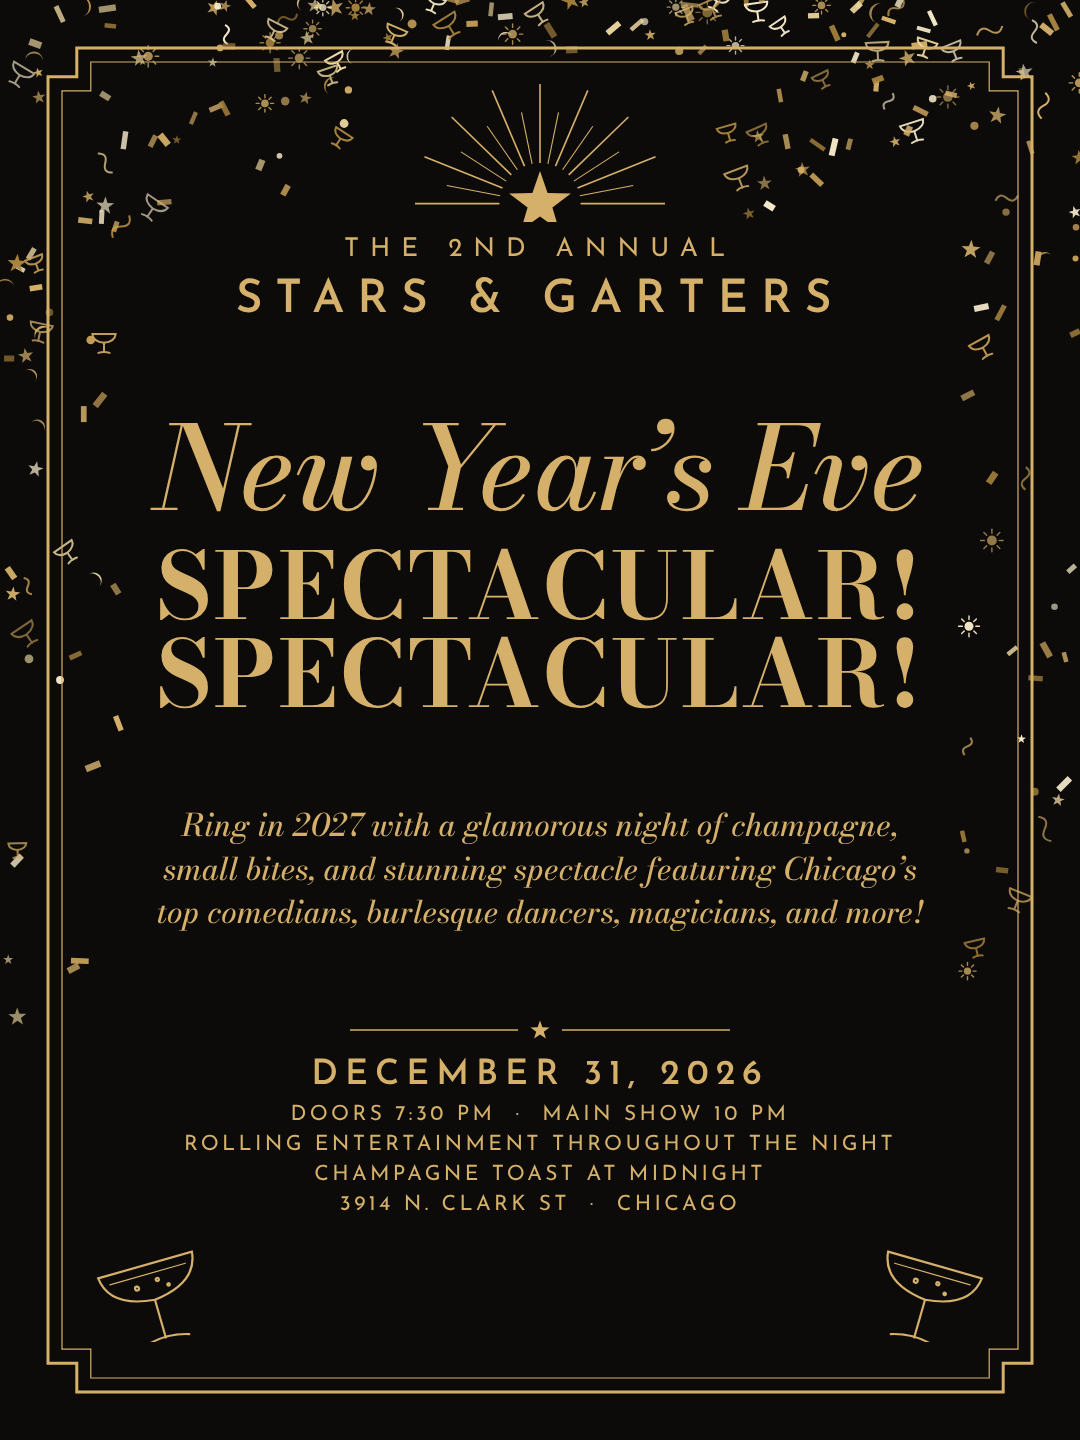 THE 2ND ANNUAL
STARS & GARTERS
New Year’s Eve
SPECTACULAR!
SPECTACULAR!
Ring in 2027 with a glamorous night of champagne,
small bites, and stunning spectacle featuring Chicago’s
top comedians, burlesque dancers, magicians, and more!
DECEMBER 31, 2026
DOORS 7:30 PM · MAIN SHOW 10 PM
ROLLING ENTERTAINMENT THROUGHOUT THE NIGHT
CHAMPAGNE TOAST AT MIDNIGHT
3914 N. CLARK ST · CHICAGO